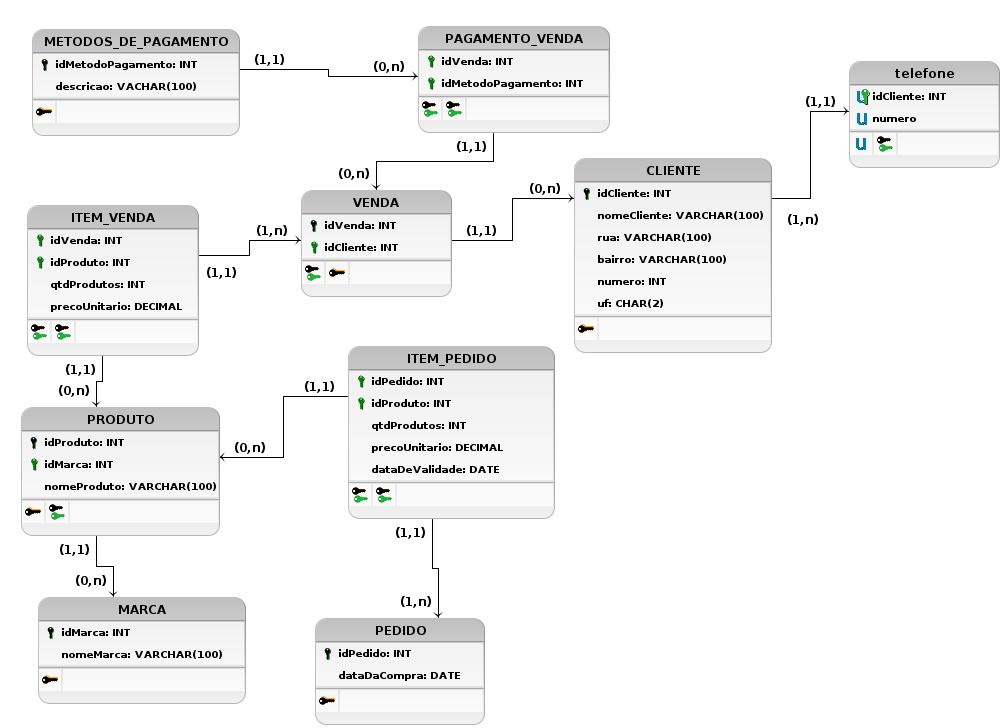 METODOS_DE_PAGAMENTO
idMetodoPagamento: INT
descricao: VACHAR(100)
(1,1)
(0,n)
PAGAMENTO_VENDA
idVenda: INT
idMetodoPagamento: INT
(1,1)
(0,n)
telefone
idCliente: INT
numero
U
(1,1)
(1,n)
CLIENTE
idCliente: INT
nomeCliente: VARCHAR(100)
rua: VARCHAR(100)
bairro: VARCHAR(100)
numero: INT
uf: CHAR(2)
VENDA
idVenda: INT
idCliente: INT
(1,1)
(0,n)
ITEM_VENDA
idVenda: INT
idProduto: INT
qtdProdutos: INT
precoUnitario: DECIMAL
(1,n)
(1,1)
(1,1)
(0,n)
PRODUTO
idProduto: INT
idMarca: INT
nomeProduto: VARCHAR(100)
ITEM_PEDIDO
idPedido: INT
idProduto: INT
qtdProdutos: INT
precoUnitario: DECIMAL
dataDeValidade: DATE
(1,1)
(0,n)
(1,1)
(1,n)
(1,1)
(0,n)
MARCA
idMarca: INT
nomeMarca: VARCHAR(100)
PEDIDO
idPedido: INT
dataDaCompra: DATE